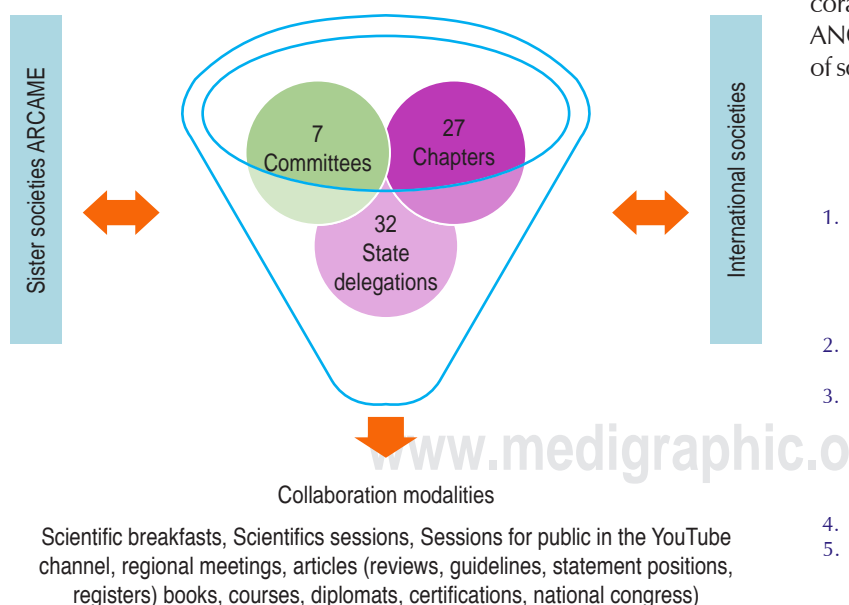 Sister societies ARCAME
7
Committees
27
Chapters
32
State
delegations
International societies
Collaboration modalities
Scientific breakfasts, Scientifics sessions, Sessions for public in the YouTube
channel, regional meetings, articles (reviews, guidelines, statement positions,
registers) books, courses, diplomats, certifications, national congress)
www.medigraphic.o
of s
1.
2.
3.
4.
5.